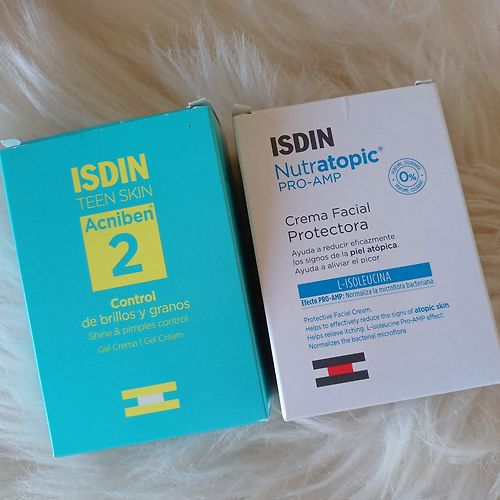 ISDIN
TEEN SKIN
Acniben®
2
Control
de brillos y granos
Shine & pimples control
Gel Crema | Gel Cream
ISDIN
Nutratopic®
PRO-AMP
0%
Crema Facial
Protectora
Ayuda a reducir eficazmente
los signos de la piel atópica.
Ayuda a aliviar el picor
L-ISOLEUCINA
Efecto PRO-AMP: Normaliza la microflora bacteriana
Protective Facial Cream.
Helps to effectively reduce the signs of atopic skin.
Helps relieve itching. L-isoleucine Pro-AMP effect:
Normalizes the bacterial microflora